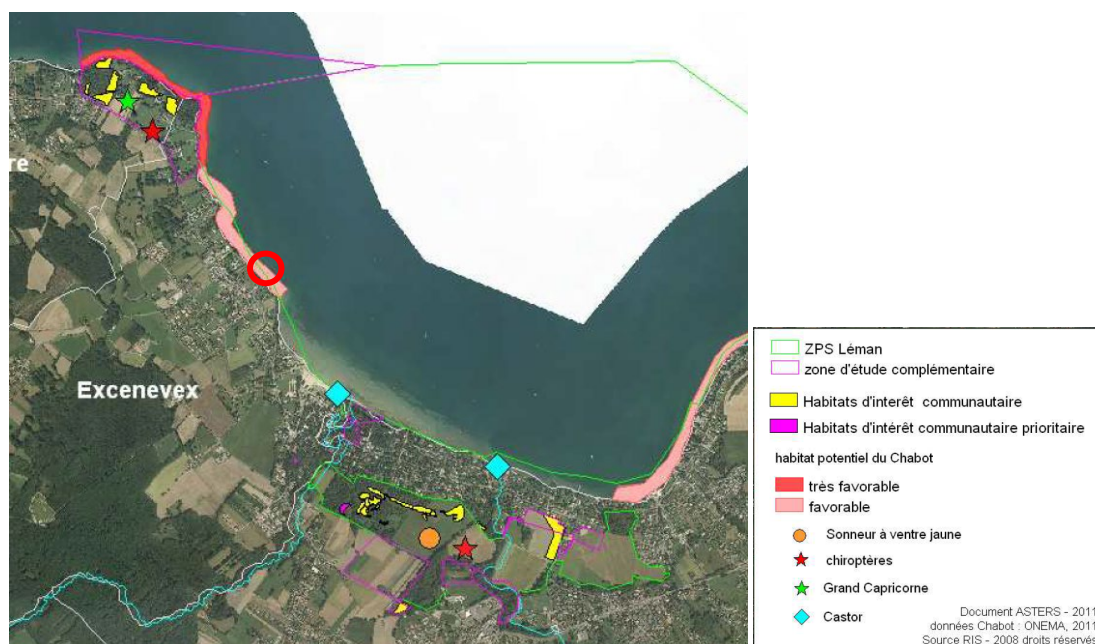 re
Excenevex
ZPS Léman
zone d'étude complémentaire
Habitats d'interêt communautaire
Habitats d'intérêt communautaire prioritaire
habitat potentiel du Chabot
très favorable
favorable
Sonneur à ventre jaune
chiroptères
Grand Capricorne
Castor
Document ASTERS - 2011
données Chabot : ONEMA, 2011
Source RIS - 2008 droits réservés